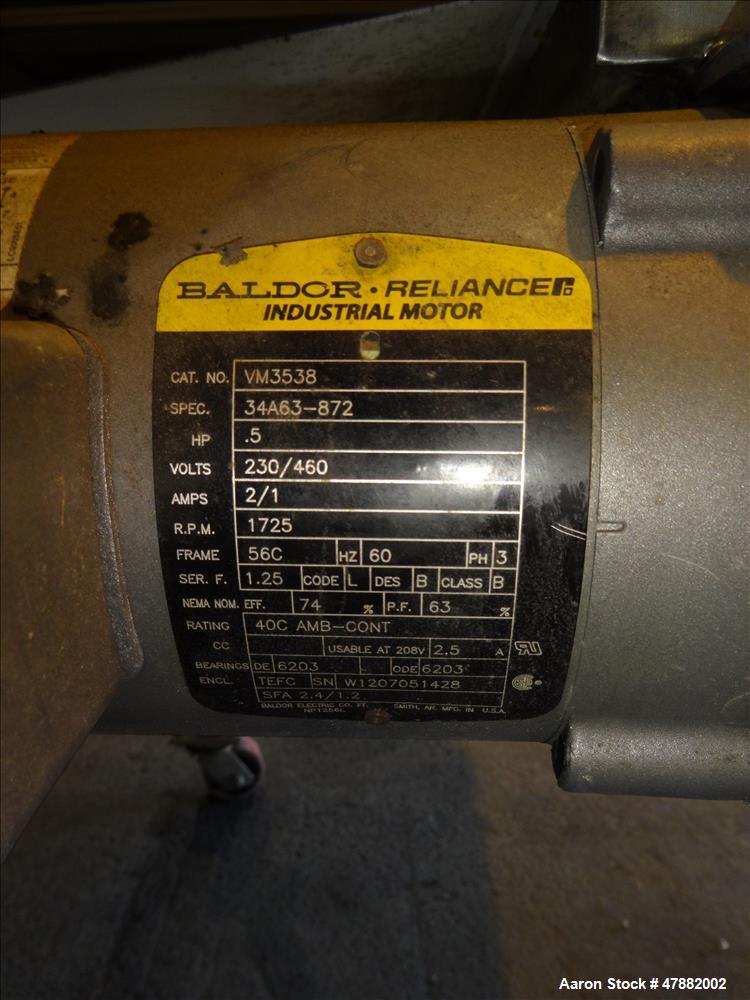 LC0098601
BALDOR • RELIANCE
INDUSTRIAL MOTOR
CAT. NO. VM3538
SPEC. 34A63-872
HP .5
VOLTS 230/460
AMPS 2/1
R.P.M. 1725
FRAME 56C HZ 60 PH 3
SER. F. 1.25 CODE L DES B CLASS B
NEMA NOM. EFF. 74 % P.F. 63 %
RATING 40C AMB-CONT
CC USABLE AT 208V 2.5 A
BEARINGS DE 6203 ODE 6203
ENCL. TEFC SN W1207051428
SFA 2.4/1.2
BALDOR ELECTRIC CO. FT. SMITH, AR. MFG. IN U.S.A.
NP1256L
Aaron Stock # 47882002